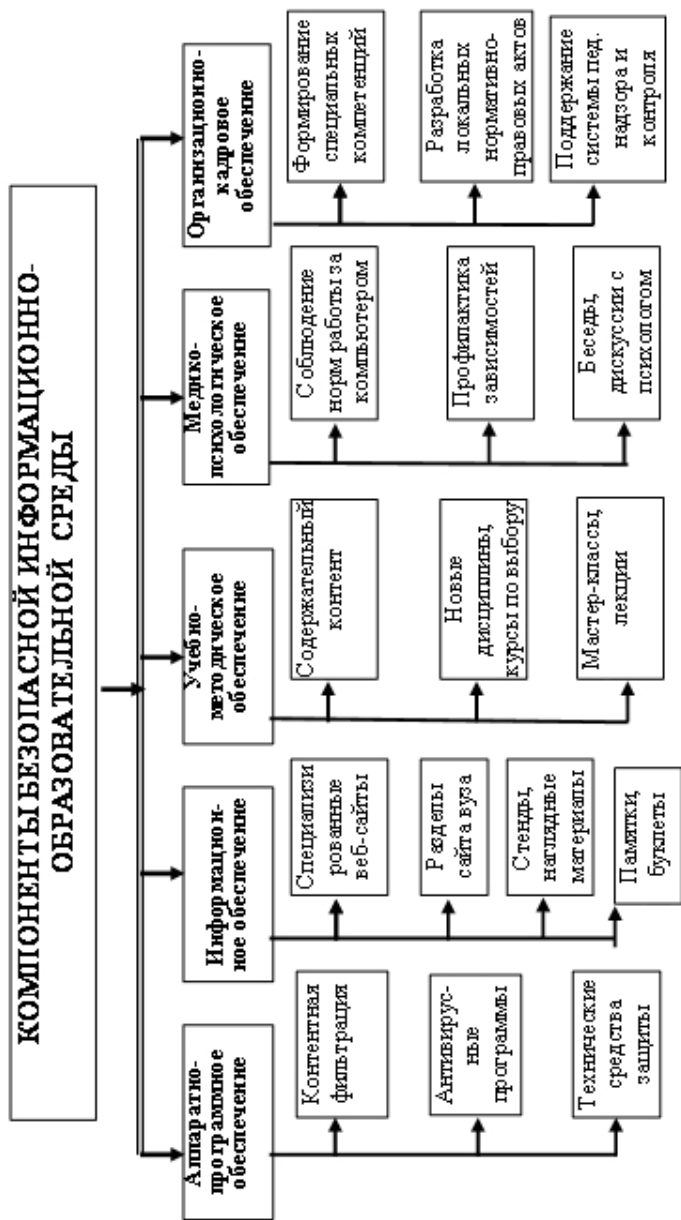 КОМПОНЕНТЫ БЕЗОПАСНОЙ ИНФОРМАЦИОННО-
ОБРАЗОВАТЕЛЬНОЙ СРЕДЫ
Аппаратно-
программное
обеспечение
Контентная
фильтрация
Антивирус-
ные
программы
Технические
средства
защиты
Информацион-
ное обеспечение
Специализи
рованные
веб-сайты
Разделы
сайта вуза
Стенды,
наглядные
материалы
Памятки,
буклеты
Учебно-
методическое
обеспечение
Содержательный
контент
Новые
дисциплины,
курсы по выбору
Мастер-классы,
лекции
Медико-
психологическое
обеспечение
Соблюдение
норм работы за
компьютером
Профилактика
зависимостей
Беседы,
дискуссии с
психологом
Организационно-
кадровое
обеспечение
Формирование
специальных
компетенций
Разработка
локальных
нормативно-
правовых актов
Поддержание
системы пед.
надзора и
контроля